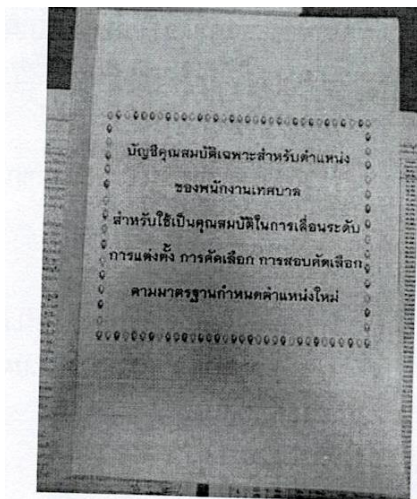 บัญชีคุณสมบัติเฉพาะสำหรับตำแหน่ง
ของพนักงานเทศบาล
สำหรับใช้เป็นคุณสมบัติในการเลื่อนระดับ
การแต่งตั้ง การคัดเลือก การสอบคัดเลือก
ตามมาตรฐานกำหนดตำแหน่งใหม่